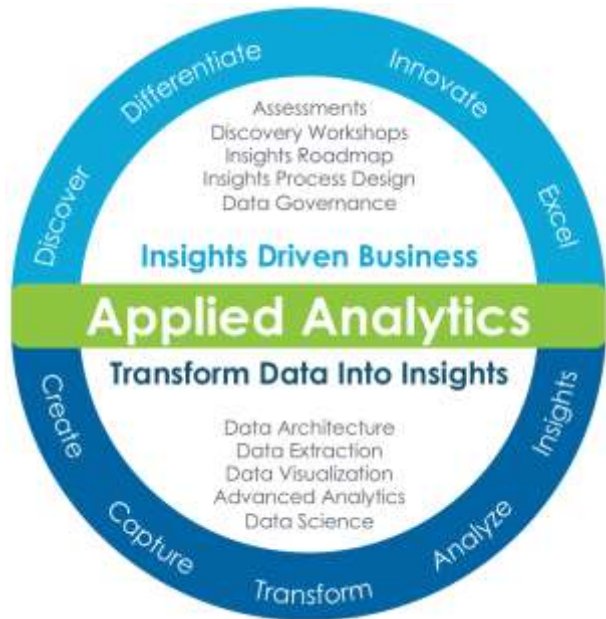 Discover
Differentiate
Innovate
Excel
Assessments
Discovery Workshops
Insights Roadmap
Insights Process Design
Data Governance
Insights Driven Business
Applied Analytics
Transform Data Into Insights
Data Architecture
Data Extraction
Data Visualization
Advanced Analytics
Data Science
Create
Capture
Transform
Analyze
Insights